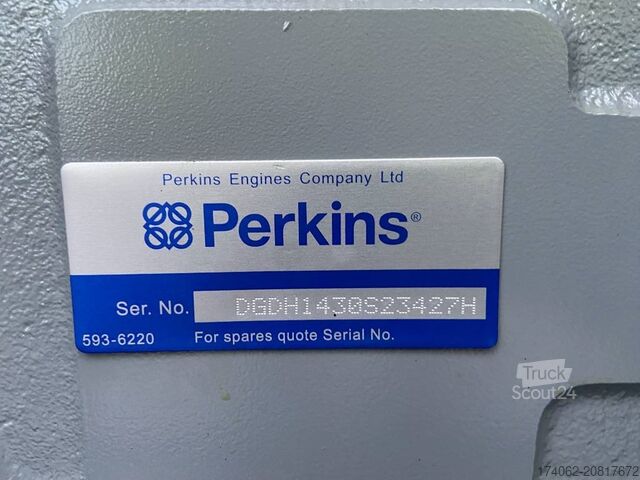 Perkins Engines Company Ltd
Perkins®
Ser. No. DGDH1430S23427H
593-6220 For spares quote Serial No.
Truck
Scout24
174062-20817672